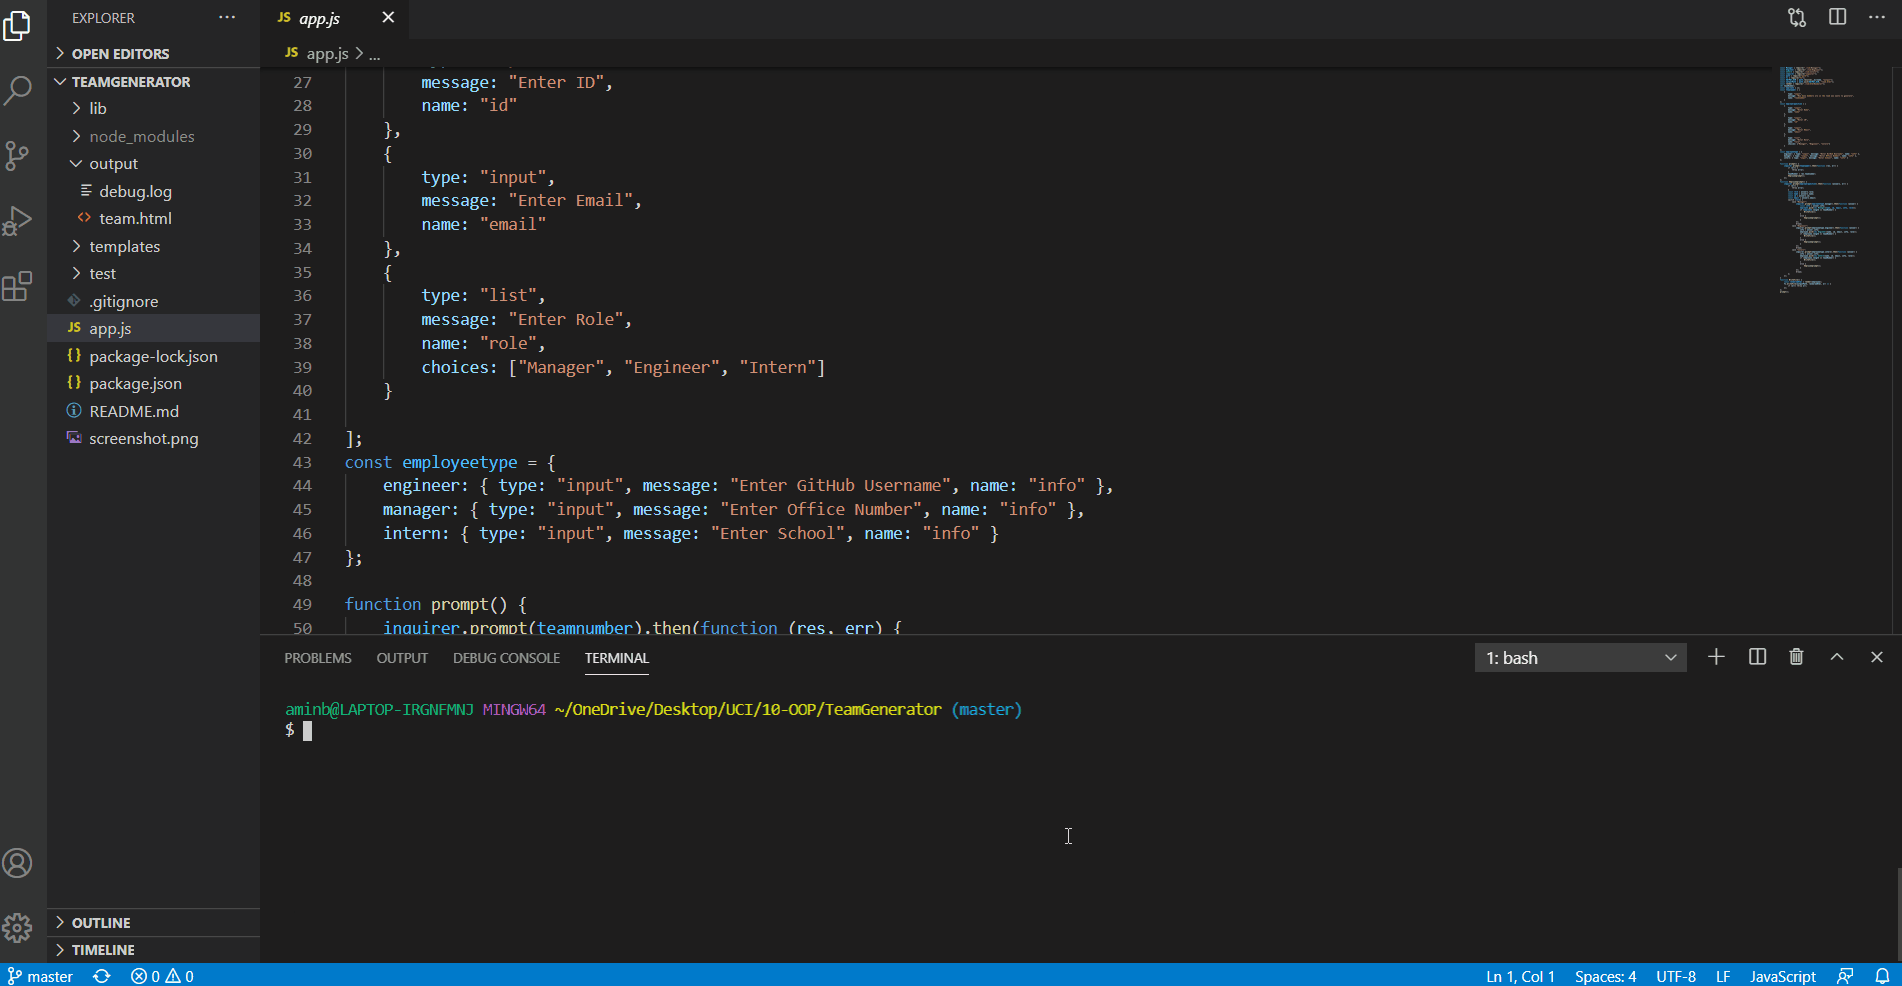 EXPLORER
OPEN EDITORS
TEAMGENERATOR
lib
node_modules
output
debug.log
team.html
templates
test
.gitignore
JS app.js
{} package-lock.json
{} package.json
README.md
screenshot.png
OUTLINE
TIMELINE
JS app.js
JS app.js > ...
27 message: "Enter ID",
28 name: "id"
29 },
30 {
31 type: "input",
32 message: "Enter Email",
33 name: "email"
34 },
35 {
36 type: "list",
37 message: "Enter Role",
38 name: "role",
39 choices: ["Manager", "Engineer", "Intern"]
40 }
41
42 ];
43 const employeetype = {
44 engineer: { type: "input", message: "Enter GitHub Username", name: "info" },
45 manager: { type: "input", message: "Enter Office Number", name: "info" },
46 intern: { type: "input", message: "Enter School", name: "info" }
47 };
48
49 function prompt() {
50 inquirer.prompt(teamnumber).then(function (res, err) {
PROBLEMS OUTPUT DEBUG CONSOLE TERMINAL 1: bash
aminb@LAPTOP-IRGNFMNJ MINGW64 ~/OneDrive/Desktop/UCI/10-OOP/TeamGenerator (master)
$
master 0 0 Ln 1, Col 1 Spaces: 4 UTF-8 LF JavaScript